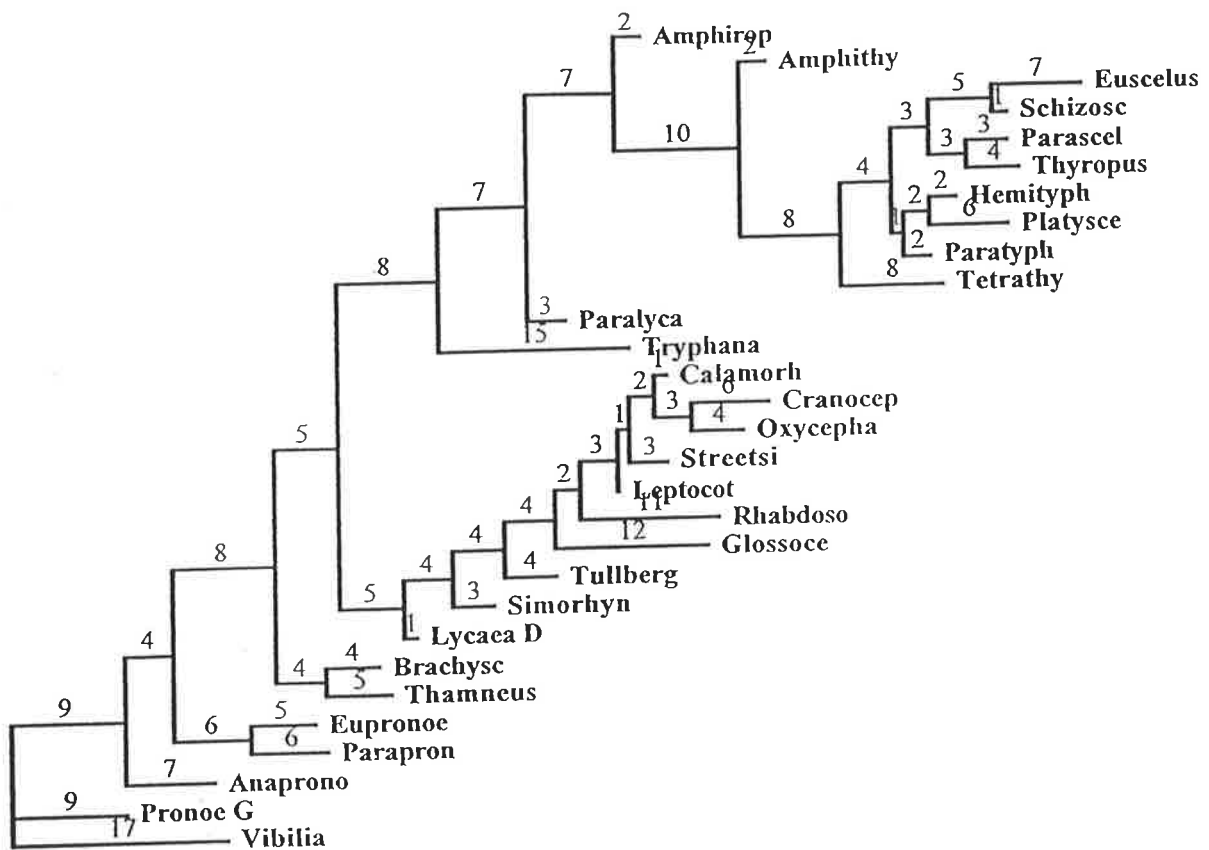 2
Amphirop
2
Amphithy
7
5
7
Euscelus
1
Schizosc
3
3
Parascel
10
3
4
Thyropus
4
2
2
Hemityph
7
6
Platysce
8
1
2
Paratyph
8
Tetrathy
8
3
Paralyca
15
Tryphana
1
Calamorh
2
6
Cranocep
3
4
Oxycepha
1
5
3
Streetsi
3
Leptocot
2
11
Rhabdoso
4
12
Glossoce
4
8
4
Tullberg
4
5
3
Simorhyn
1
Lycaea D
4
4
Brachysc
4
5
Thamneus
9
5
Eupronoe
6
6
Parapron
7
Anaprono
9
Pronoe G
17
Vibilia